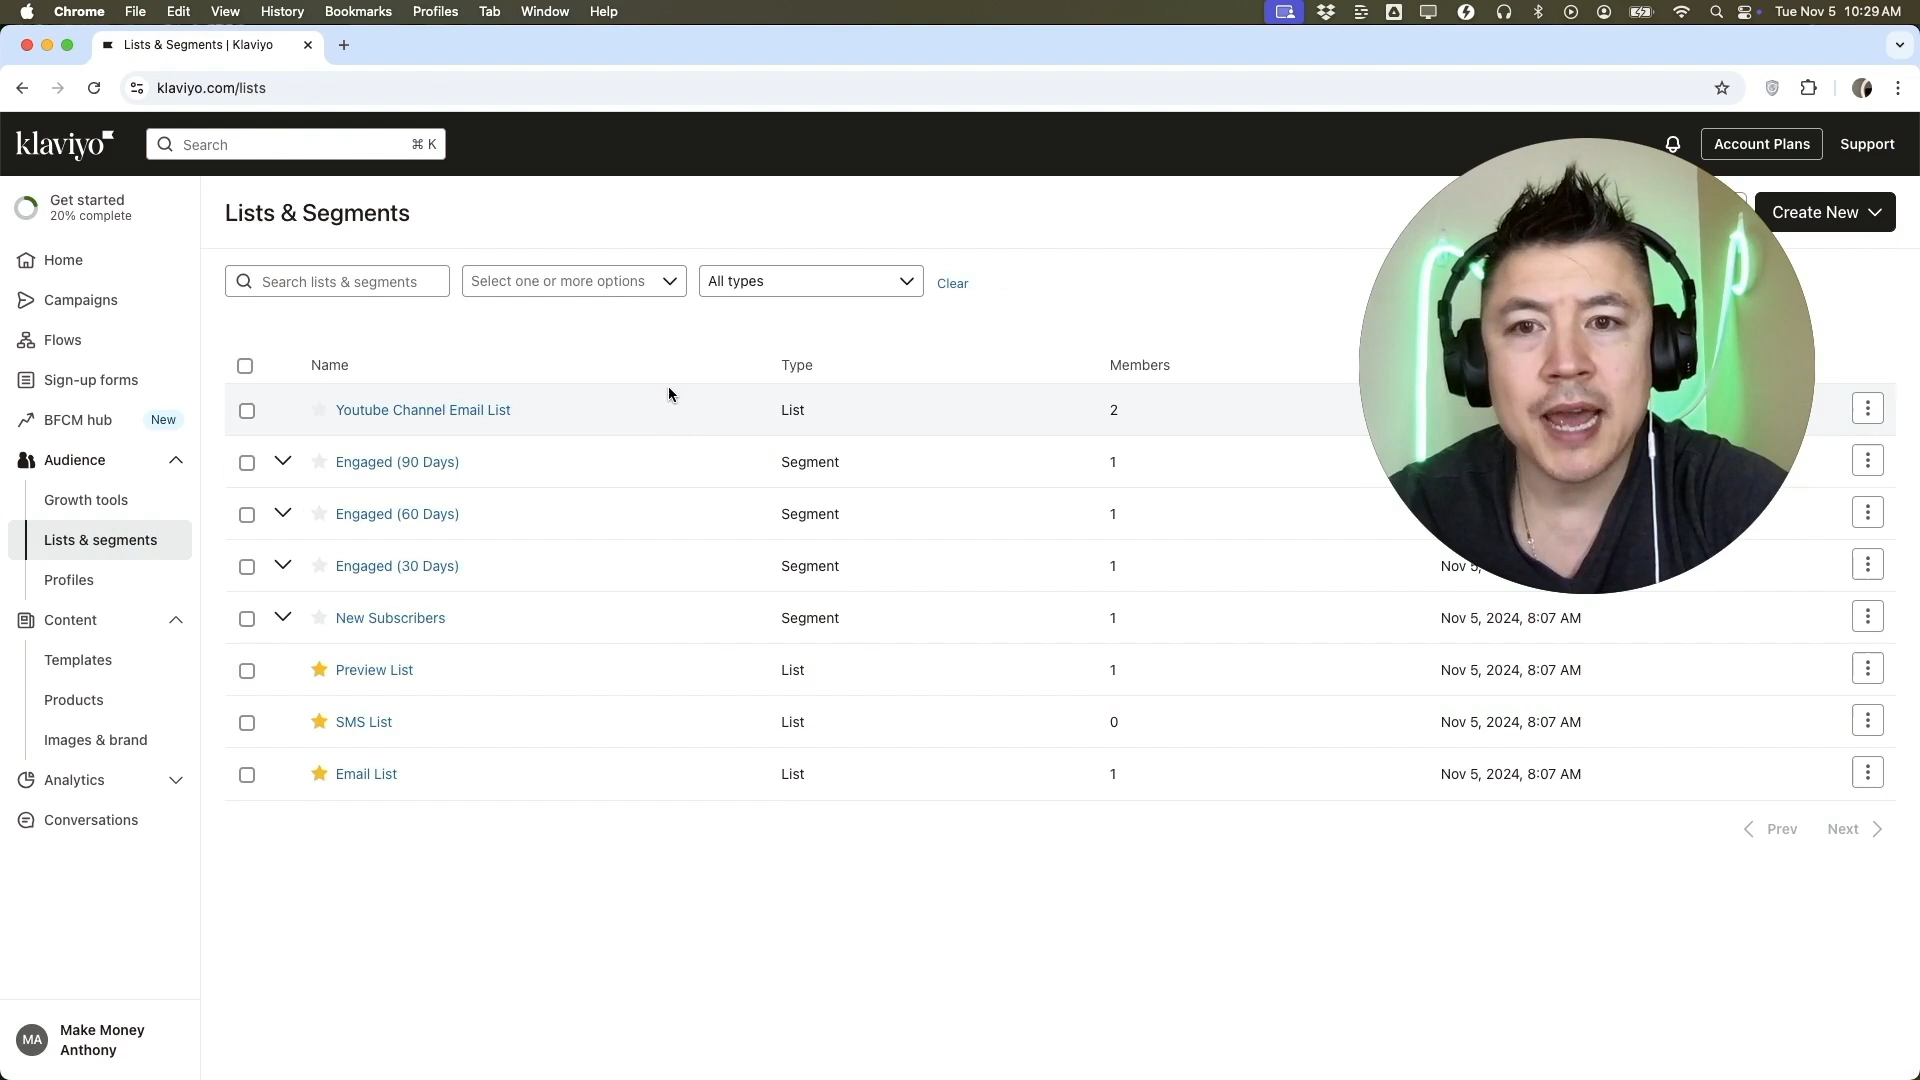 Chrome File Edit View History Bookmarks Profiles Tab Window Help Tue Nov 5 10:29 AM
Lists & Segments | Klaviyo
klaviyo.com/lists
klaviyo Search ⌘ K Account Plans Support
Get started
20% complete
Home
Campaigns
Flows
Sign-up forms
BFCM hub New
Audience
Growth tools
Lists & segments
Profiles
Content
Templates
Products
Images & brand
Analytics
Conversations
MA Make Money
Anthony
Lists & Segments Create New
Search lists & segments Select one or more options All types Clear
Name Type Members
Youtube Channel Email List List 2
Engaged (90 Days) Segment 1
Engaged (60 Days) Segment 1
Engaged (30 Days) Segment 1 Nov 5,
New Subscribers Segment 1 Nov 5, 2024, 8:07 AM
Preview List List 1 Nov 5, 2024, 8:07 AM
SMS List List 0 Nov 5, 2024, 8:07 AM
Email List List 1 Nov 5, 2024, 8:07 AM
Prev Next